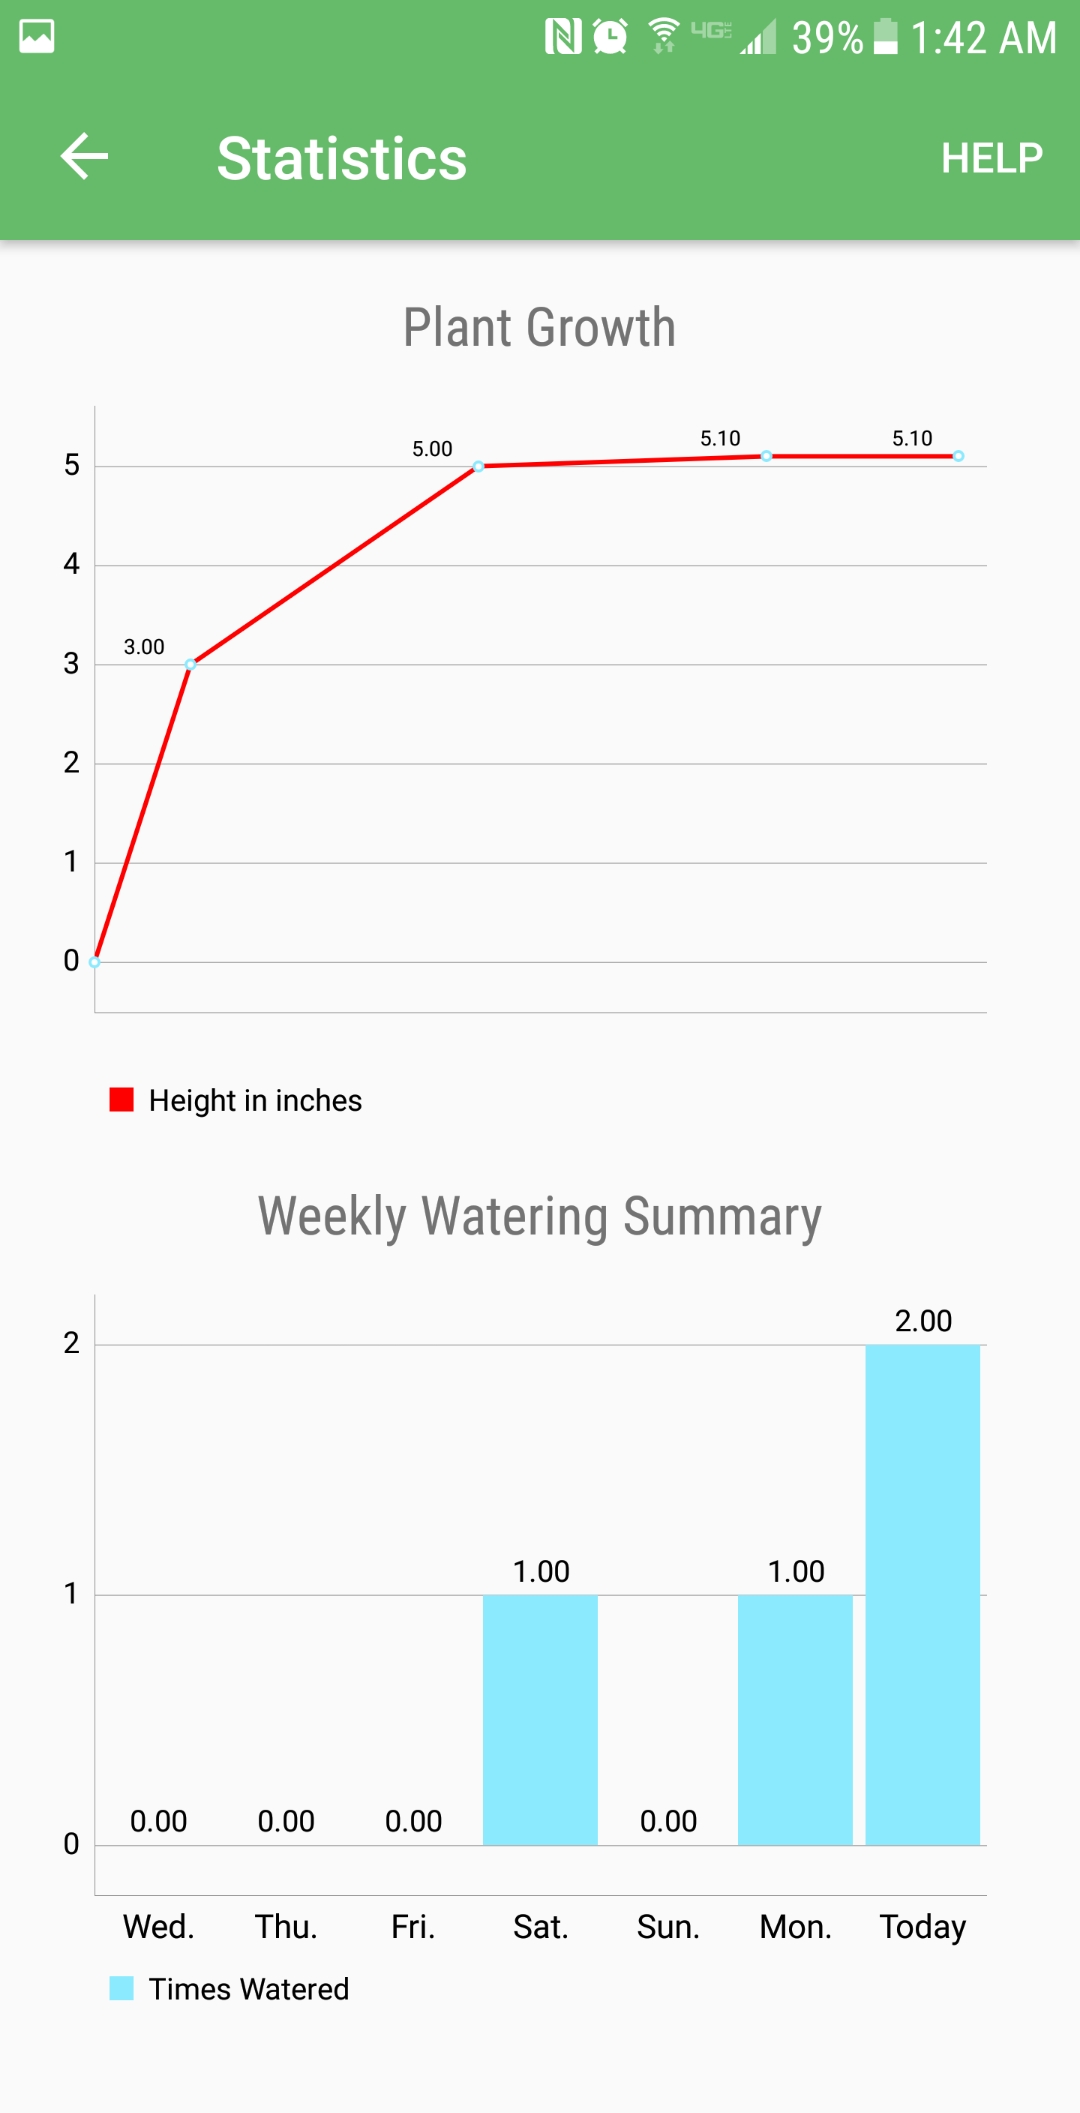 4G 39% 1:42 AM
Statistics HELP
Plant Growth
5.00 5.10 5.10
5
4
3.00
3
2
1
0
Height in inches
Weekly Watering Summary
2.00
2
1.00 1.00
1
0.00 0.00 0.00 0.00
0
Wed. Thu. Fri. Sat. Sun. Mon. Today
Times Watered